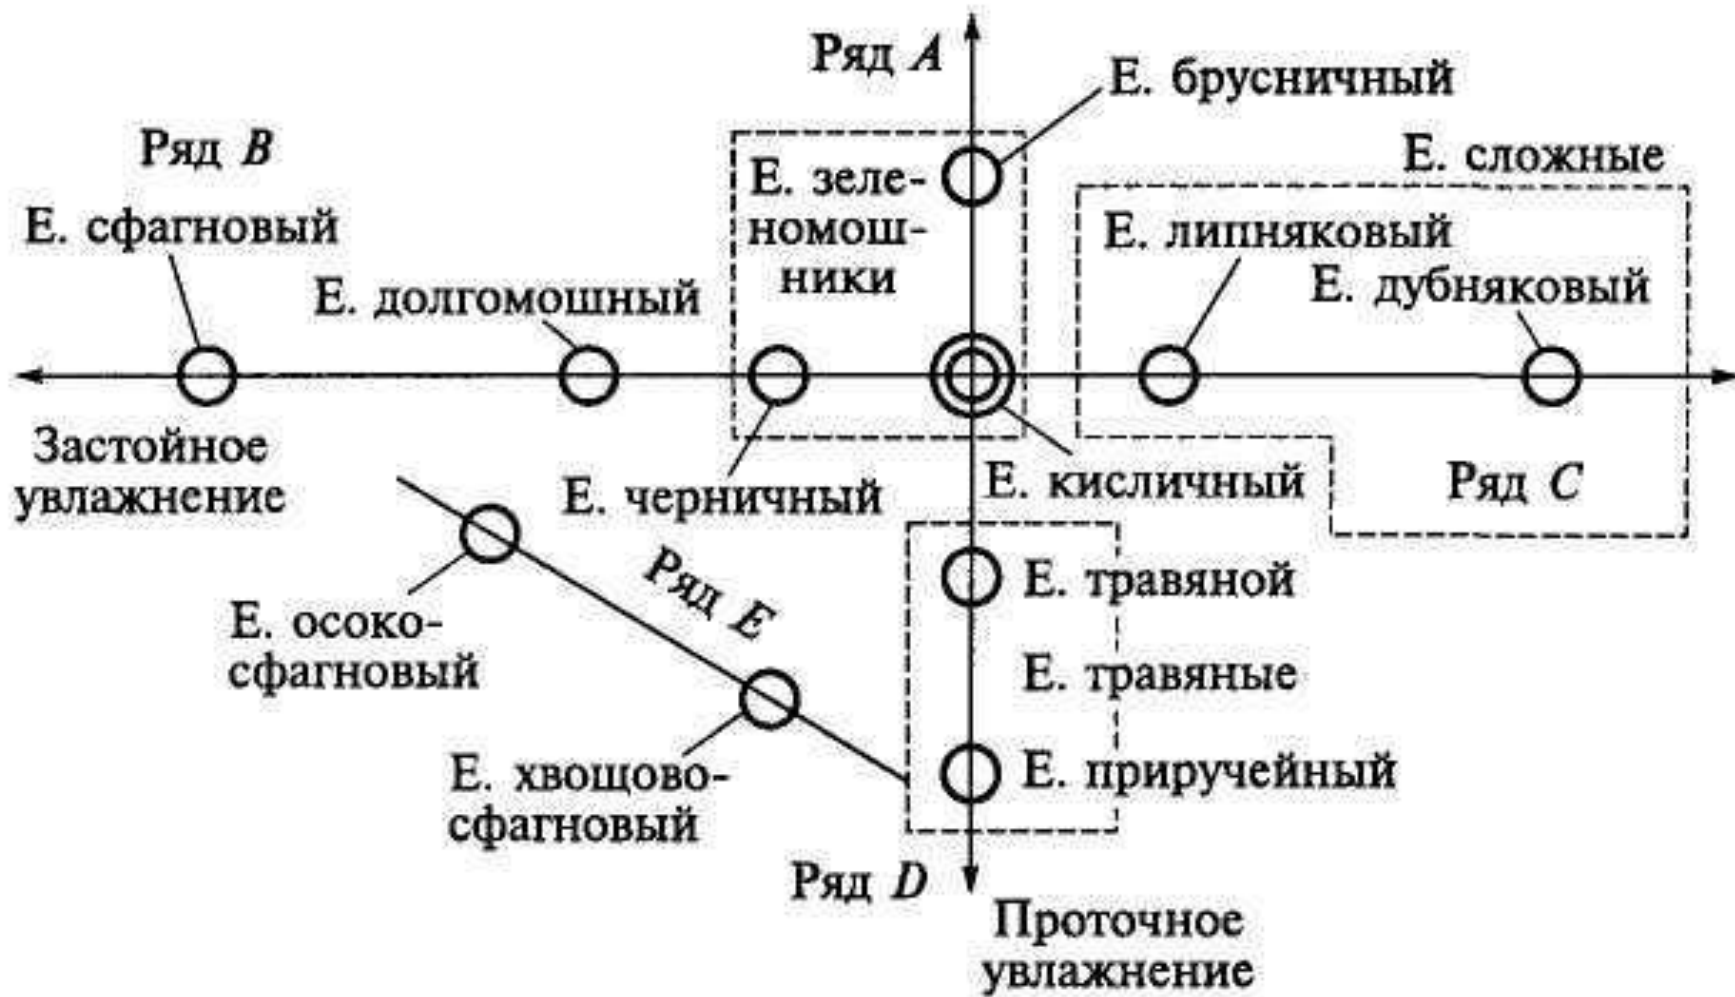 Ряд A
Е. брусничный
Ряд B
Е. сложные
Е. зеле-
номош-
ники
Е. сфагновый
Е. липняковый
Е. долгомошный
Е. дубняковый
Застойное
увлажнение
Е. черничный
Е. кисличный
Ряд C
Ряд E
Е. травяной
Е. осоко-
сфагновый
Е. травяные
Е. хвощово-
сфагновый
Е. приручейный
Ряд D
Проточное
увлажнение